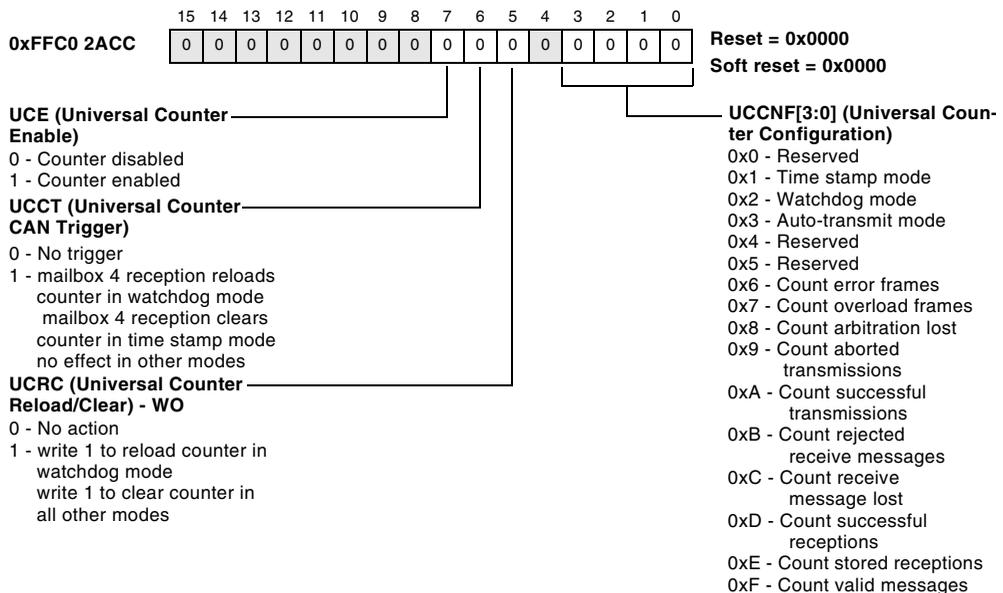 15 14 13 12 11 10 9 8 7 6 5 4 3 2 1 0
0xFFC0 2ACC
0 0 0 0 0 0 0 0 0 0 0 0 0 0 0 0
Reset = 0x0000
Soft reset = 0x0000
UCE (Universal Counter
Enable)
0 - Counter disabled
1 - Counter enabled
UCCT (Universal Counter
CAN Trigger)
0 - No trigger
1 - mailbox 4 reception reloads
counter in watchdog mode
mailbox 4 reception clears
counter in time stamp mode
no effect in other modes
UCRC (Universal Counter
Reload/Clear) - WO
0 - No action
1 - write 1 to reload counter in
watchdog mode
write 1 to clear counter in
all other modes
UCCNF[3:0] (Universal Coun-
ter Configuration)
0x0 - Reserved
0x1 - Time stamp mode
0x2 - Watchdog mode
0x3 - Auto-transmit mode
0x4 - Reserved
0x5 - Reserved
0x6 - Count error frames
0x7 - Count overload frames
0x8 - Count arbitration lost
0x9 - Count aborted
transmissions
0xA - Count successful
transmissions
0xB - Count rejected
receive messages
0xC - Count receive
message lost
0xD - Count successful
receptions
0xE - Count stored receptions
0xF - Count valid messages